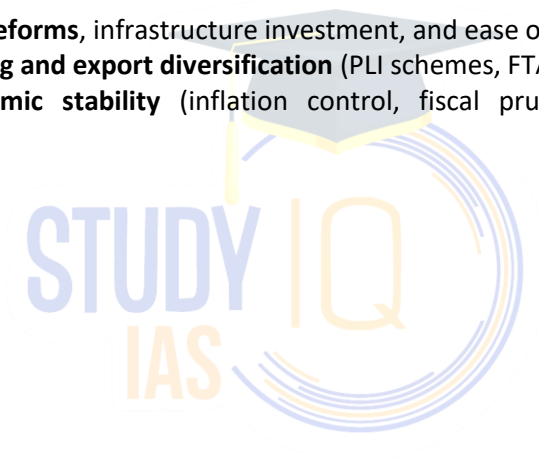 eforms, infrastructure investment, and ease o
g and export diversification (PLI schemes, FTA
mic stability (inflation control, fiscal pru
STUDY IQ
IAS